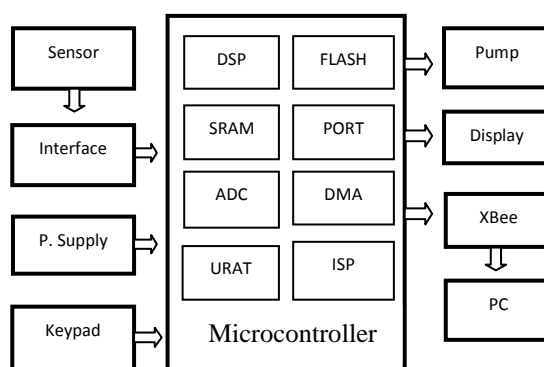 Sensor
Interface
P. Supply
Keypad
DSP
FLASH
SRAM
PORT
ADC
DMA
URAT
ISP
Microcontroller
Pump
Display
XBee
PC